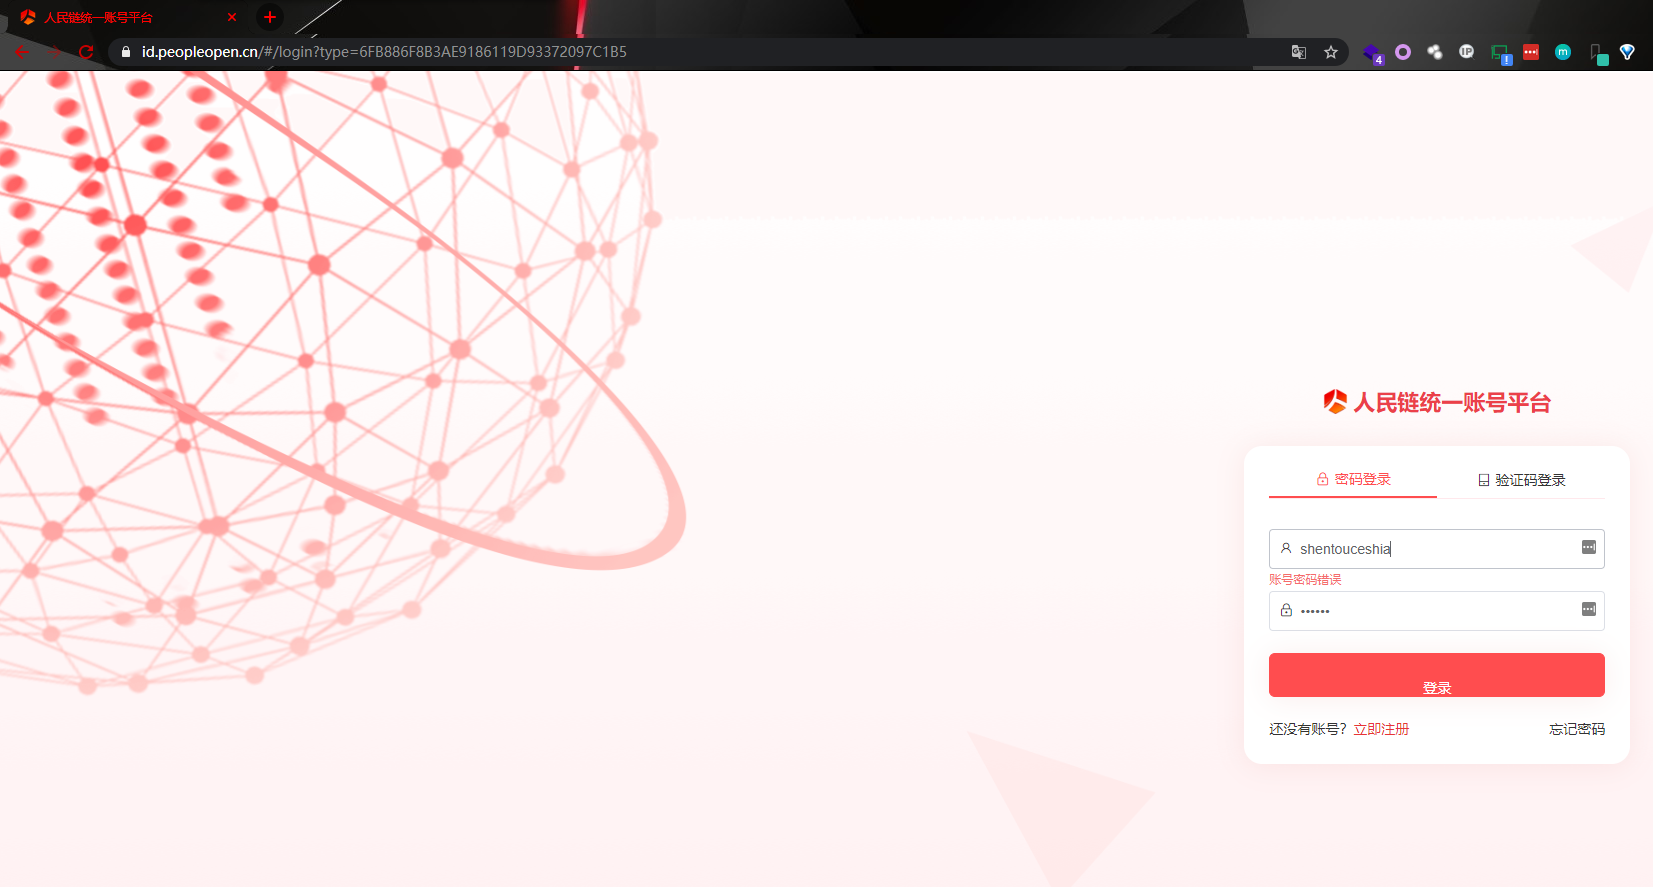 人民链统一账号平台
id.peopleopen.cn/#/login?type=6FB886F8B3AE9186119D93372097C1B5
4
IP
!
m
人民链统一账号平台
密码登录 验证码登录
shentouceshia
账号密码错误
••••••
登录
还没有账号？立即注册 忘记密码